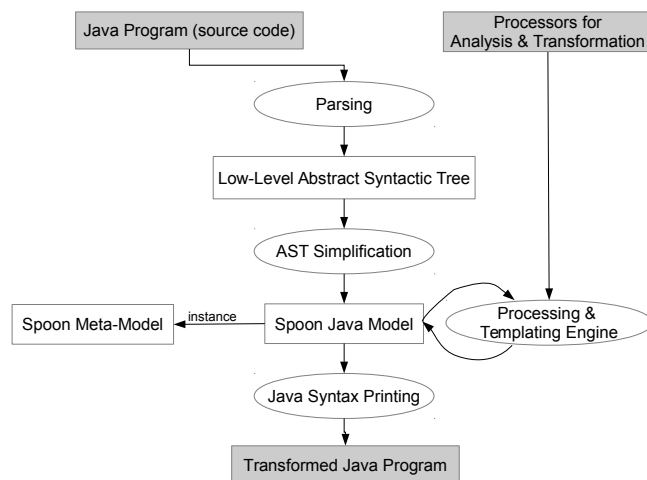 Java Program (source code)
Processors for
Analysis & Transformation
Parsing
Low-Level Abstract Syntactic Tree
AST Simplification
Spoon Meta-Model
instance
Spoon Java Model
Processing &
Templating Engine
Java Syntax Printing
Transformed Java Program